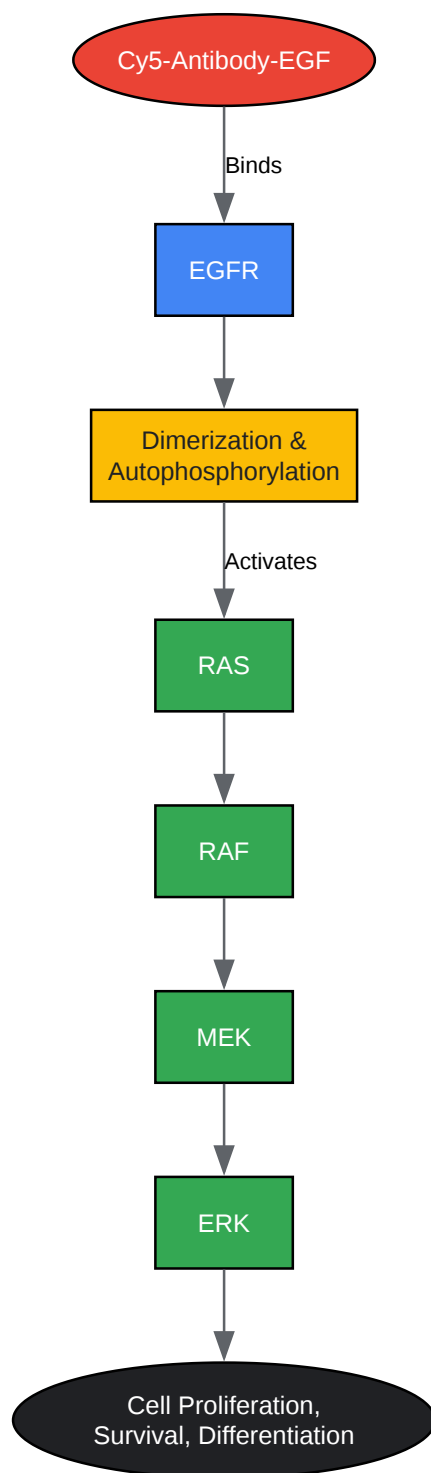 Cy5-Antibody-EGF
Binds
EGFR
Dimerization &
Autophosphorylation
Activates
RAS
RAF
MEK
ERK
Cell Proliferation,
Survival, Differentiation